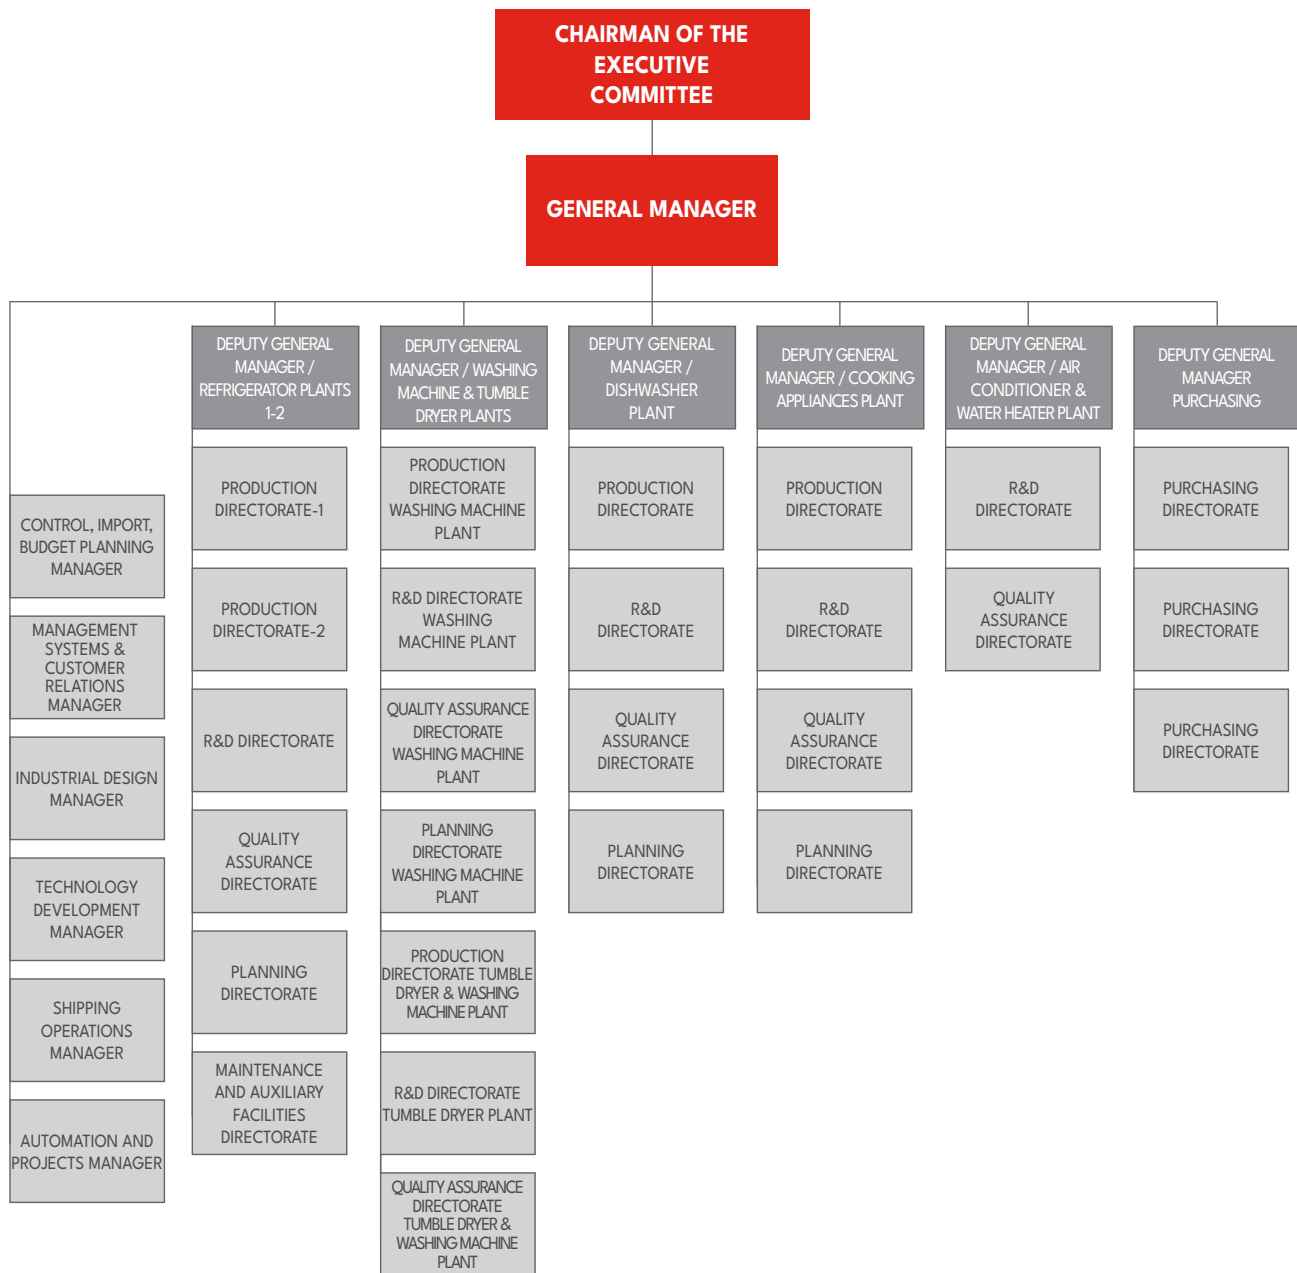 CHAIRMAN OF THE
EXECUTIVE
COMMITTEE
GENERAL MANAGER
CONTROL, IMPORT,
BUDGET PLANNING
MANAGER
MANAGEMENT
SYSTEMS &
CUSTOMER
RELATIONS
MANAGER
INDUSTRIAL DESIGN
MANAGER
TECHNOLOGY
DEVELOPMENT
MANAGER
SHIPPING
OPERATIONS
MANAGER
AUTOMATION AND
PROJECTS MANAGER
DEPUTY GENERAL
MANAGER /
REFRIGERATOR PLANTS
1-2
PRODUCTION
DIRECTORATE-1
PRODUCTION
DIRECTORATE-2
R&D DIRECTORATE
QUALITY
ASSURANCE
DIRECTORATE
PLANNING
DIRECTORATE
MAINTENANCE
AND AUXILIARY
FACILITIES
DIRECTORATE
DEPUTY GENERAL
MANAGER / WASHING
MACHINE & TUMBLE
DRYER PLANTS
PRODUCTION
DIRECTORATE
WASHING MACHINE
PLANT
R&D DIRECTORATE
WASHING
MACHINE PLANT
QUALITY ASSURANCE
DIRECTORATE
WASHING MACHINE
PLANT
PLANNING
DIRECTORATE
WASHING MACHINE
PLANT
PRODUCTION
DIRECTORATE TUMBLE
DRYER & WASHING
MACHINE PLANT
R&D DIRECTORATE
TUMBLE DRYER PLANT
QUALITY ASSURANCE
DIRECTORATE
TUMBLE DRYER &
WASHING MACHINE
PLANT
DEPUTY GENERAL
MANAGER /
DISHWASHER
PLANT
PRODUCTION
DIRECTORATE
R&D
DIRECTORATE
QUALITY
ASSURANCE
DIRECTORATE
PLANNING
DIRECTORATE
DEPUTY GENERAL
MANAGER / COOKING
APPLIANCES PLANT
PRODUCTION
DIRECTORATE
R&D
DIRECTORATE
QUALITY
ASSURANCE
DIRECTORATE
PLANNING
DIRECTORATE
DEPUTY GENERAL
MANAGER / AIR
CONDITIONER &
WATER HEATER PLANT
R&D
DIRECTORATE
QUALITY
ASSURANCE
DIRECTORATE
DEPUTY GENERAL
MANAGER
PURCHASING
PURCHASING
DIRECTORATE
PURCHASING
DIRECTORATE
PURCHASING
DIRECTORATE